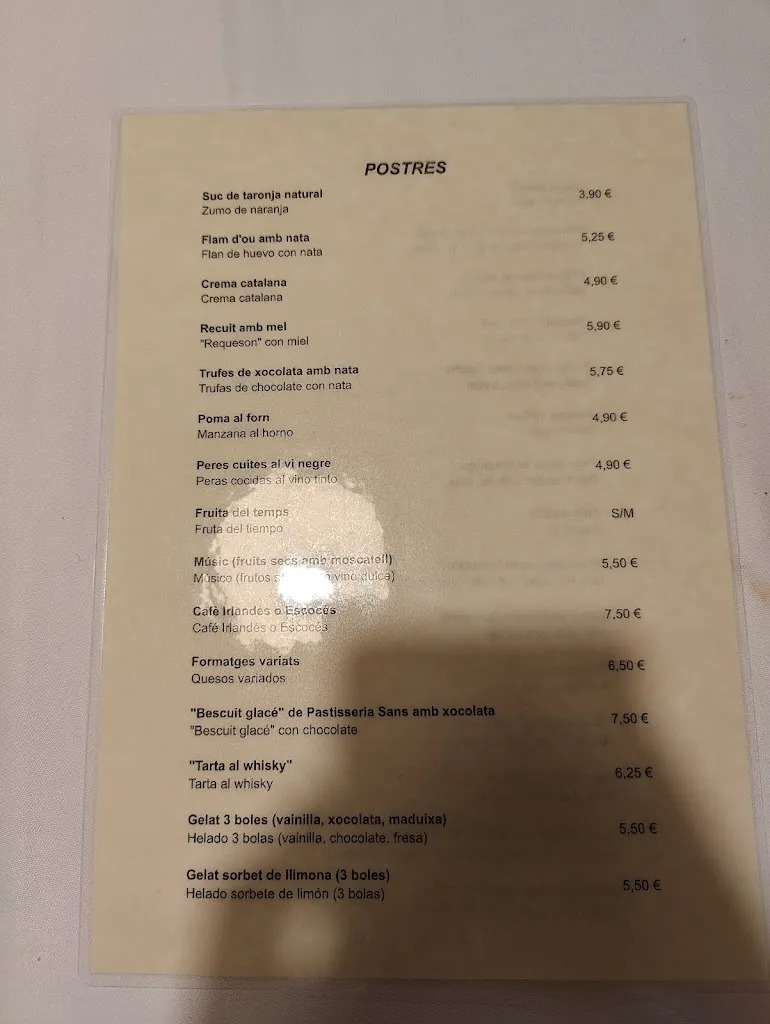 POSTRES
Suc de taronja natural 3,90 €
Zumo de naranja
Flam d'ou amb nata 5,25 €
Flan de huevo con nata
Crema catalana 4,90 €
Crema catalana
Recuit amb mel 5,90 €
"Requeson" con miel
Trufes de xocolata amb nata 5,75 €
Trufas de chocolate con nata
Poma al forn 4,90 €
Manzana al horno
Peres cuites al vi negre 4,90 €
Peras cocidas al vino tinto
Fruita del temps S/M
Fruta del tiempo
Músic (fruits secs amb moscatell) 5,50 €
Músico (frutos vino dulce)
Cafè Irlandès o Escocès 7,50 €
Café Irlandés o Escocés
Formatges variats 6,50 €
Quesos variados
"Bescuit glacé" de Pastisseria Sans amb xocolata 7,50 €
"Bescuit glacé" con chocolate
"Tarta al whisky" 6,25 €
Tarta al whisky
Gelat 3 boles (vainilla, xocolata, maduixa) 5,50 €
Helado 3 bolas (vainilla, chocolate, fresa)
Gelat sorbet de llimona (3 boles) 5,50 €
Helado sorbete de limón (3 bolas)